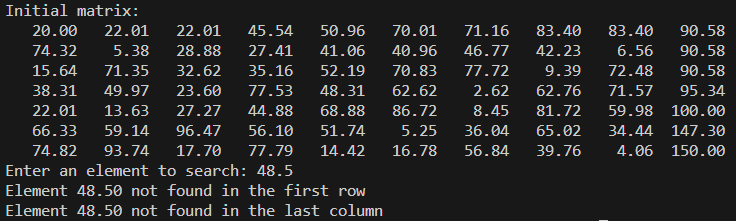 Initial matrix:
20.00 22.01 22.01 45.54 50.96 70.01 71.16 83.40 83.40 90.58
74.32 5.38 28.88 27.41 41.06 40.96 46.77 42.23 6.56 90.58
15.64 71.35 32.62 35.16 52.19 70.83 77.72 9.39 72.48 90.58
38.31 49.97 23.60 77.53 48.31 62.62 2.62 62.76 71.57 95.34
22.01 13.63 27.27 44.88 68.88 86.72 8.45 81.72 59.98 100.00
66.33 59.14 96.47 56.10 51.74 5.25 36.04 65.02 34.44 147.30
74.82 93.74 17.70 77.79 14.42 16.78 56.84 39.76 4.06 150.00
Enter an element to search: 48.5
Element 48.50 not found in the first row
Element 48.50 not found in the last column